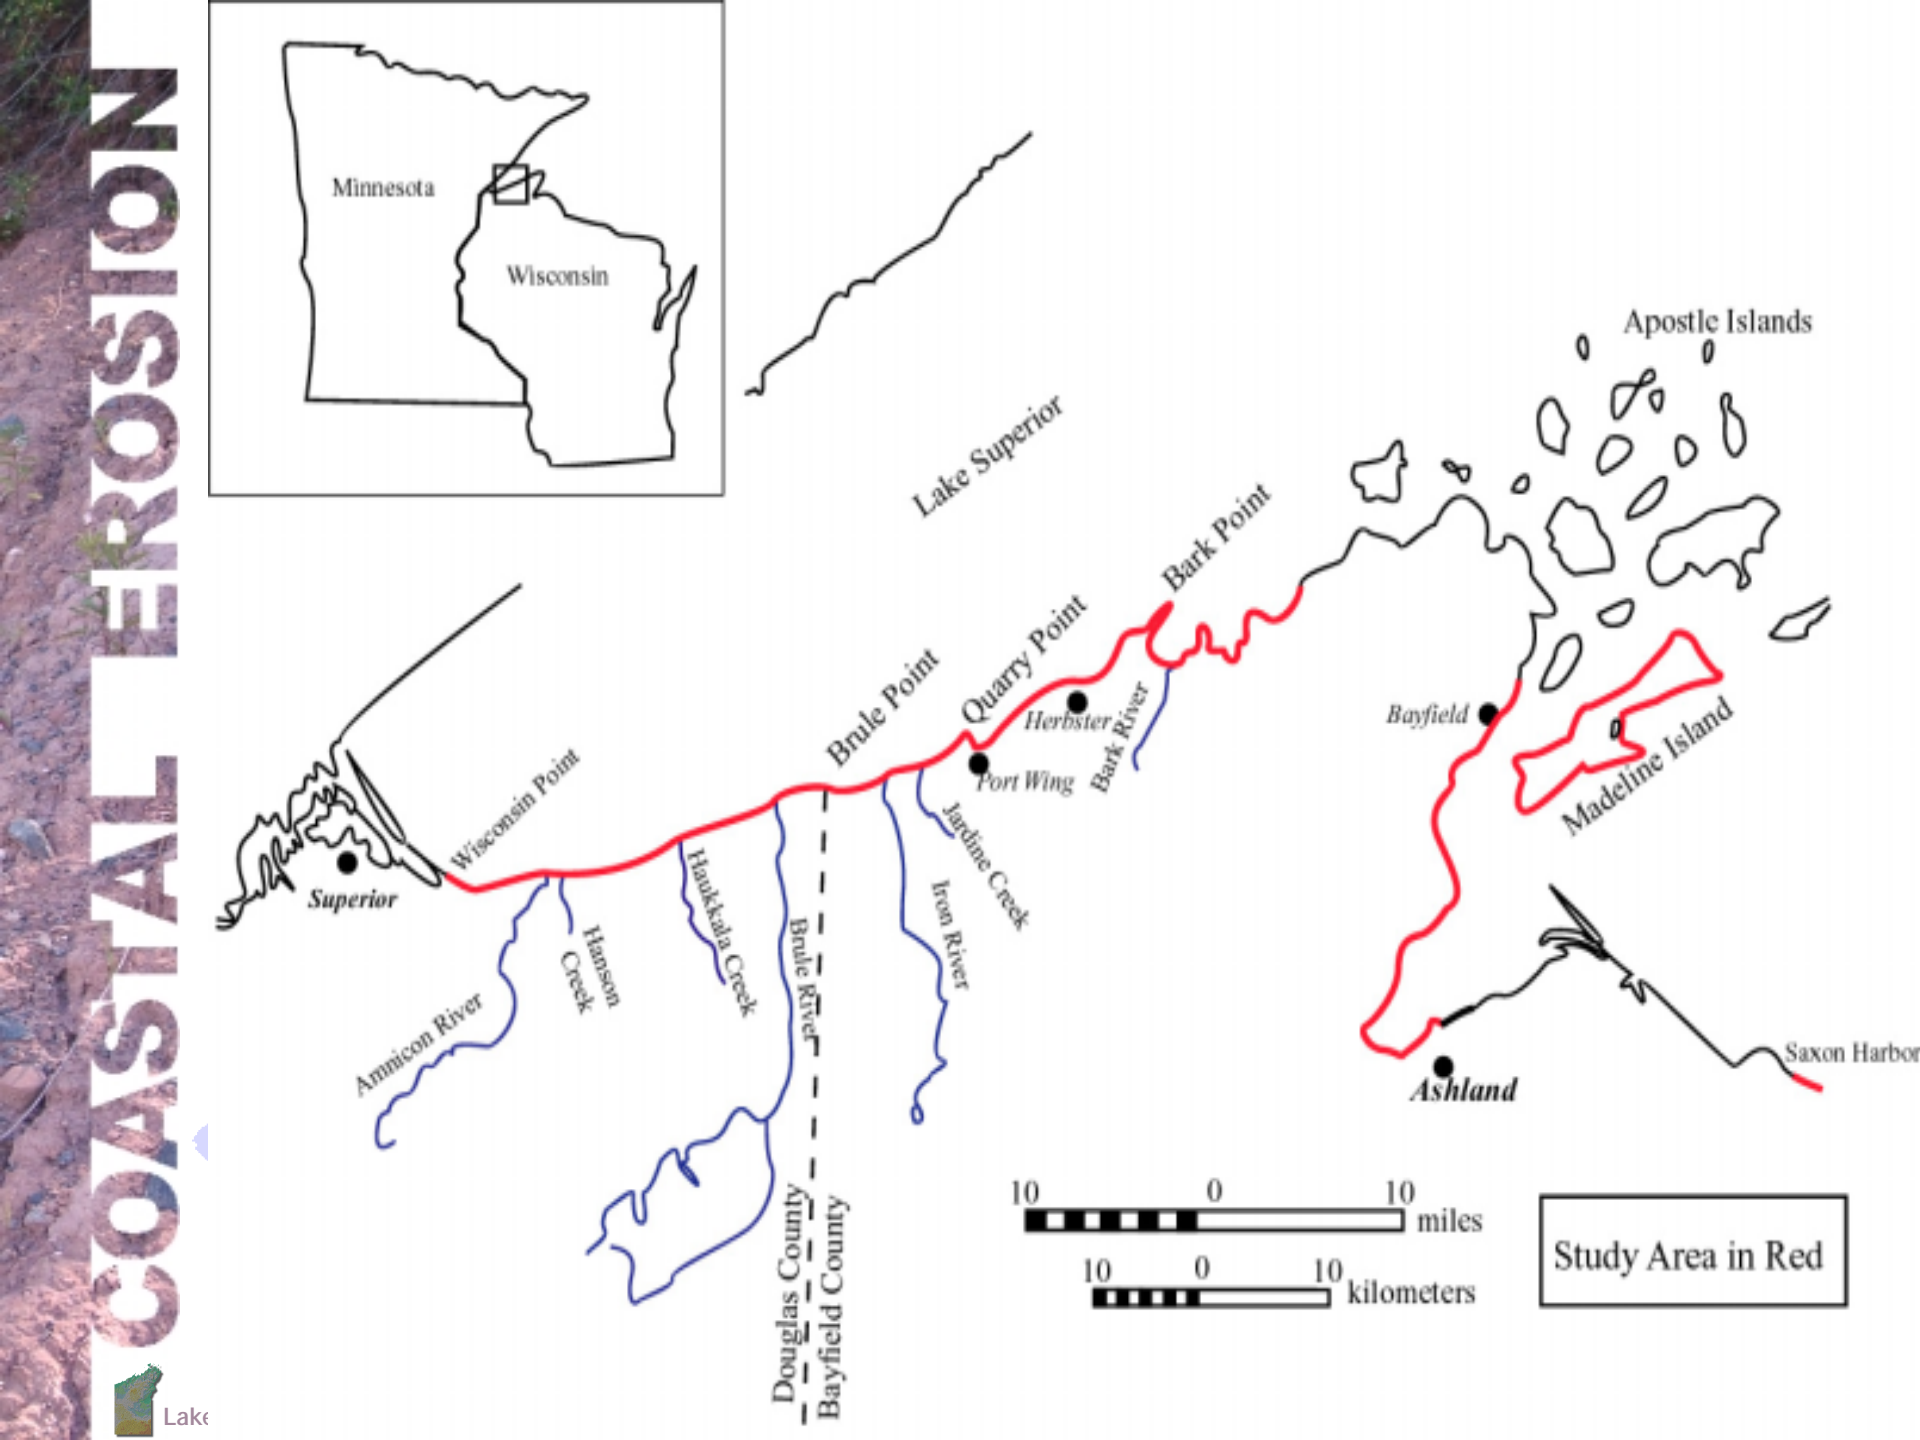 COASTAL EROSION
Minnesota
Wisconsin
Apostle Islands
Lake Superior
Bark Point
Quarry Point
Brule Point
Herbster
Bark River
Bayfield
Madeline Island
Port Wing
Wisconsin Point
Superior
Jardine Creek
Haukkala Creek
Iron River
Brule River
Hanson
Creek
Amnicon River
Saxon Harbor
Ashland
10 0 10
miles
10 0 10
kilometers
Study Area in Red
Douglas County
Bayfield County
Lake